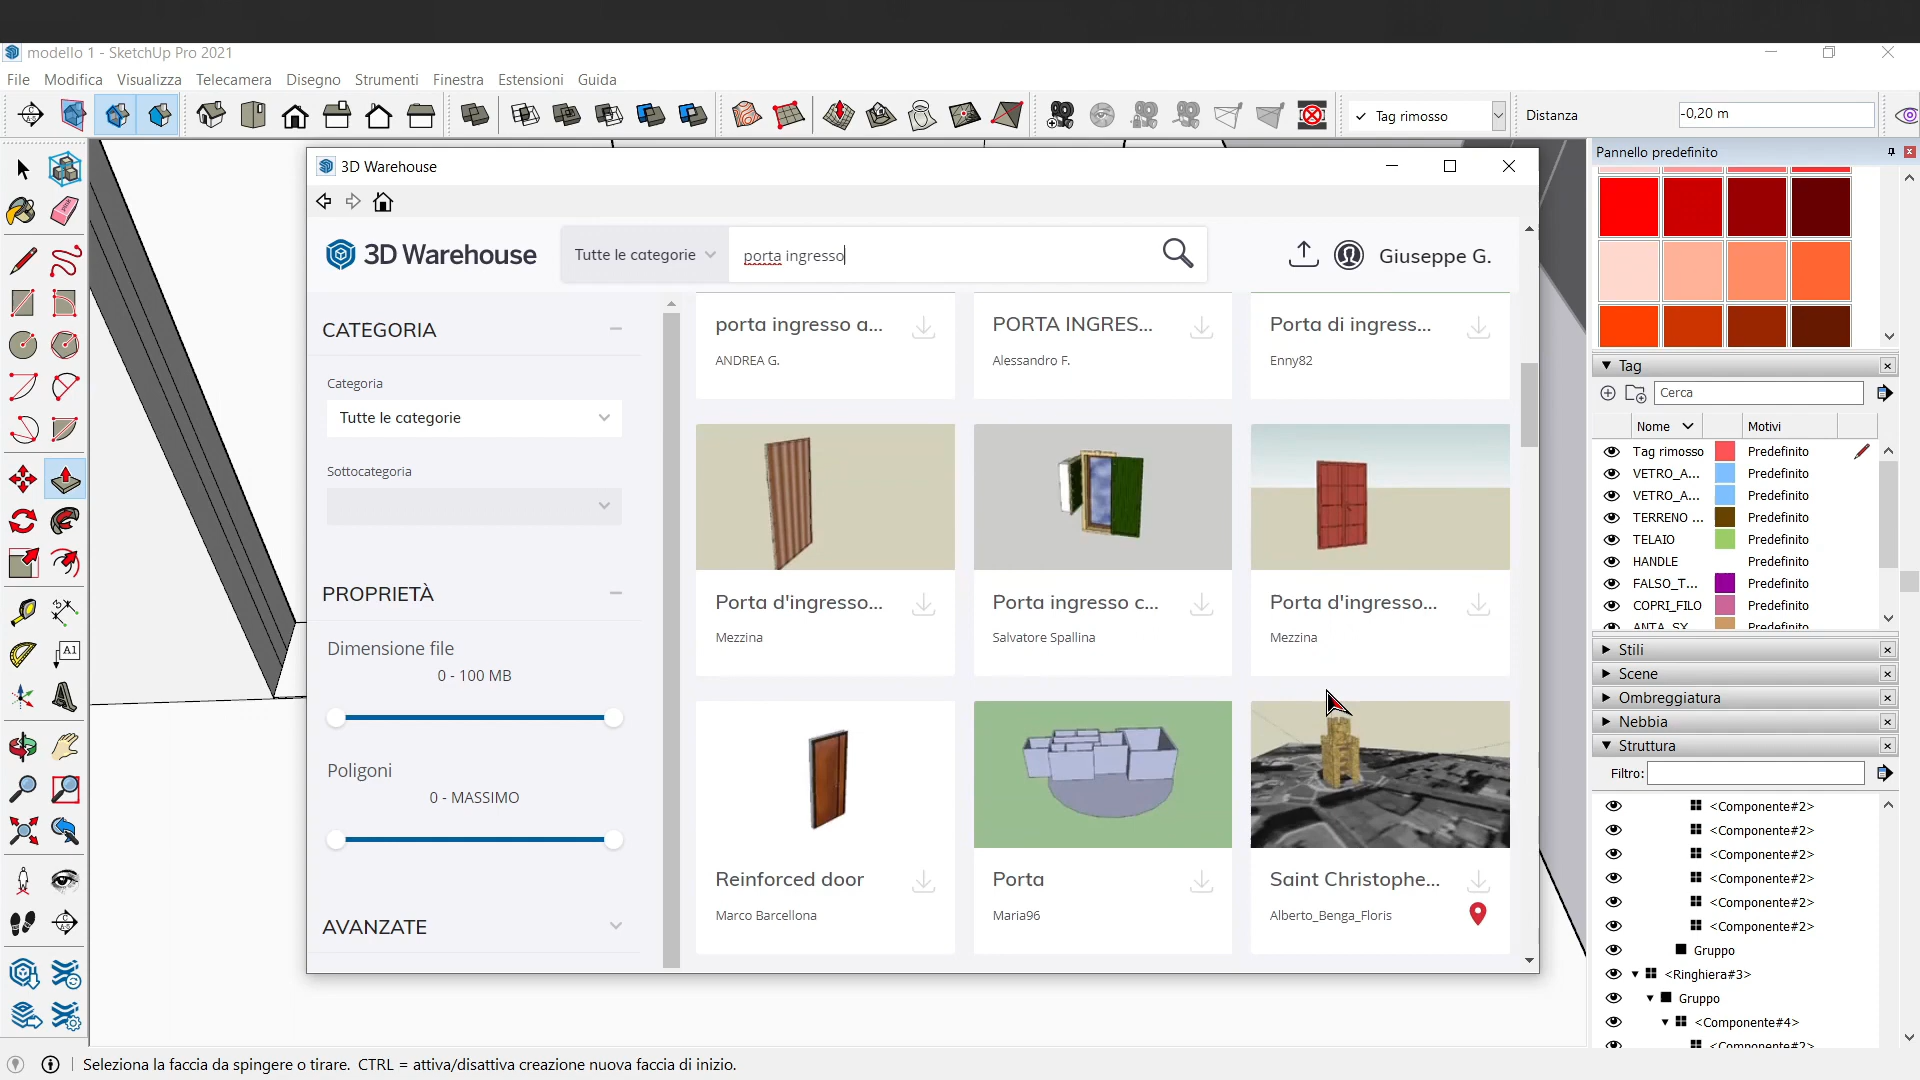 modello 1 - SketchUp Pro 2021
File Modifica Visualizza Telecamera Disegno Strumenti Finestra Estensioni Guida
Tag rimosso
Distanza
-0,20 m
3D Warehouse
3D Warehouse
Tutte le categorie
porta ingresso
Giuseppe G.
CATEGORIA
Categoria
Tutte le categorie
Sottocategoria
PROPRIETÀ
Dimensione file
0 - 100 MB
Poligoni
0 - MASSIMO
AVANZATE
porta ingresso a...
ANDREA G.
PORTA INGRES...
Alessandro F.
Porta di ingress...
Enny82
Porta d'ingresso...
Mezzina
Porta ingresso c...
Salvatore Spallina
Porta d'ingresso...
Mezzina
Reinforced door
Marco Barcellona
Porta
Maria96
Saint Christophe...
Alberto_Benga_Floris
Pannello predefinito
Tag
Cerca
Nome Motivi
Tag rimosso Predefinito
VETRO_A... Predefinito
VETRO_A... Predefinito
TERRENO ... Predefinito
TELAIO Predefinito
HANDLE Predefinito
FALSO_T... Predefinito
COPRI_FILO Predefinito
ANTA_SX Predefinito
Stili
Scene
Ombreggiatura
Nebbia
Struttura
Filtro:
<Componente#2>
<Componente#2>
<Componente#2>
<Componente#2>
<Componente#2>
<Componente#2>
Gruppo
<Ringhiera#3>
Gruppo
<Componente#4>
<Componente#2>
A1
Seleziona la faccia da spingere o tirare. CTRL = attiva/disattiva creazione nuova faccia di inizio.